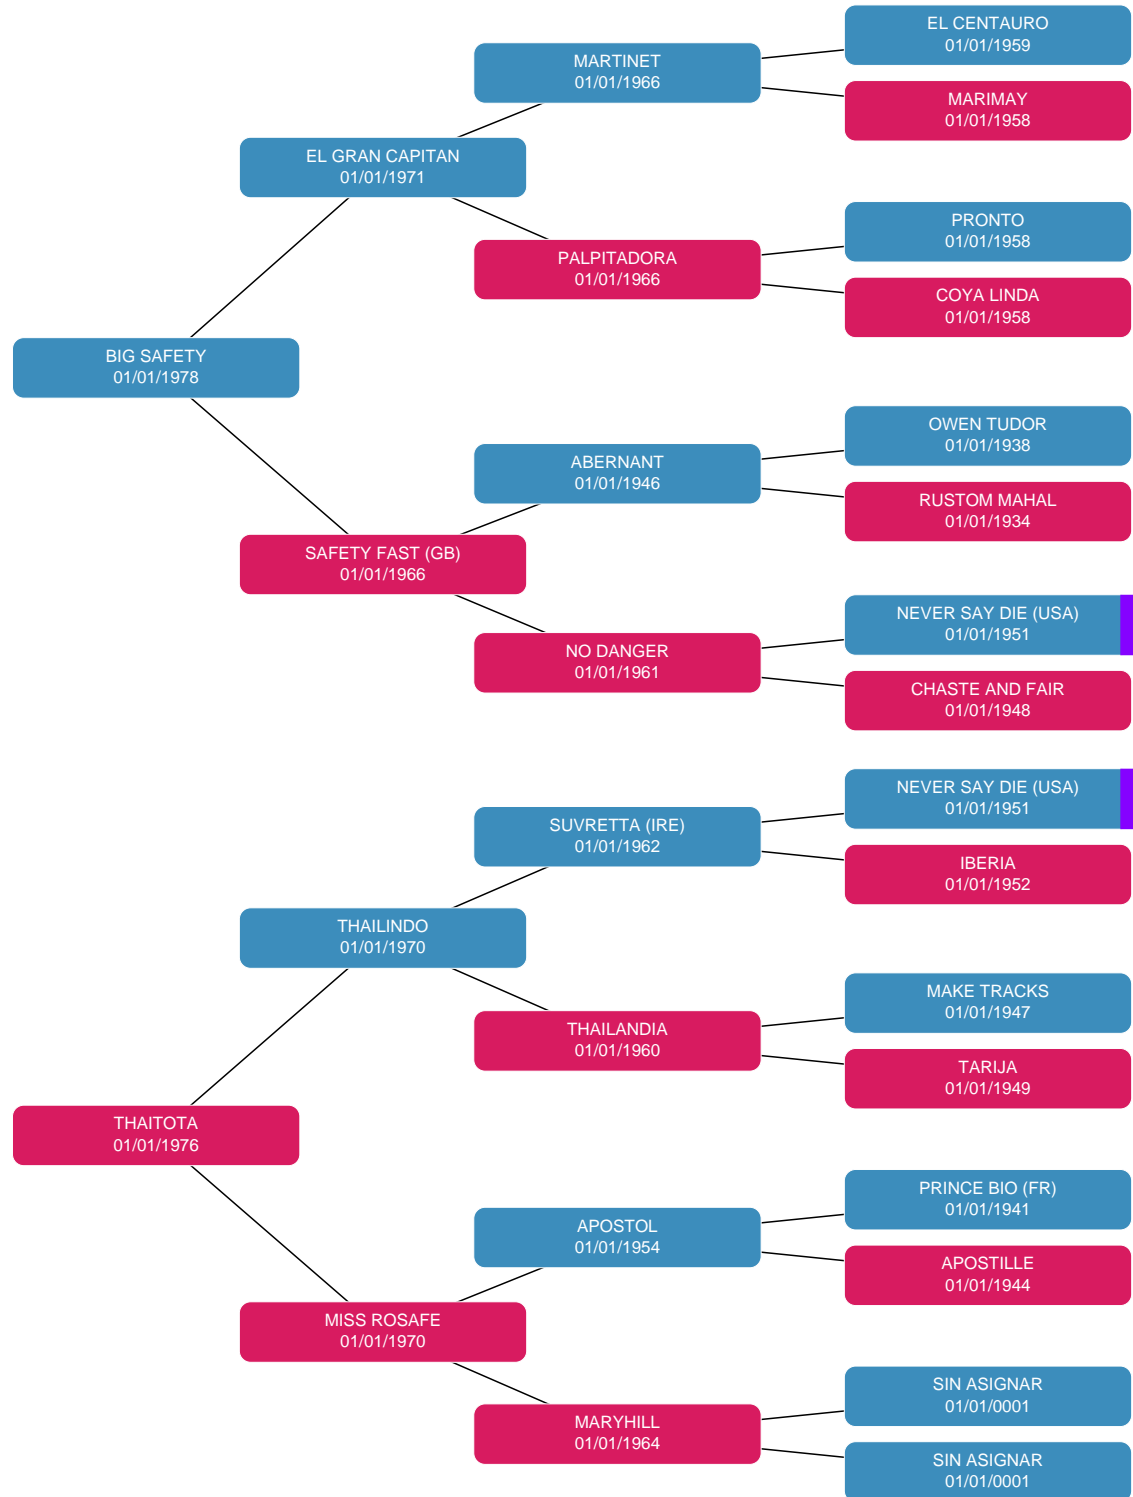 EL CENTAURO
01/01/1959
MARTINET
01/01/1966
MARIMAY
01/01/1958
EL GRAN CAPITAN
01/01/1971
PRONTO
01/01/1958
PALPITADORA
01/01/1966
COYA LINDA
01/01/1958
BIG SAFETY
01/01/1978
OWEN TUDOR
01/01/1938
ABERNANT
01/01/1946
RUSTOM MAHAL
01/01/1934
SAFETY FAST (GB)
01/01/1966
NEVER SAY DIE (USA)
01/01/1951
NO DANGER
01/01/1961
CHASTE AND FAIR
01/01/1948
NEVER SAY DIE (USA)
01/01/1951
SUVRETTA (IRE)
01/01/1962
IBERIA
01/01/1952
THAILINDO
01/01/1970
MAKE TRACKS
01/01/1947
THAILANDIA
01/01/1960
TARIJA
01/01/1949
THAITOTA
01/01/1976
PRINCE BIO (FR)
01/01/1941
APOSTOL
01/01/1954
APOSTILLE
01/01/1944
MISS ROSAFE
01/01/1970
SIN ASIGNAR
01/01/0001
MARYHILL
01/01/1964
SIN ASIGNAR
01/01/0001